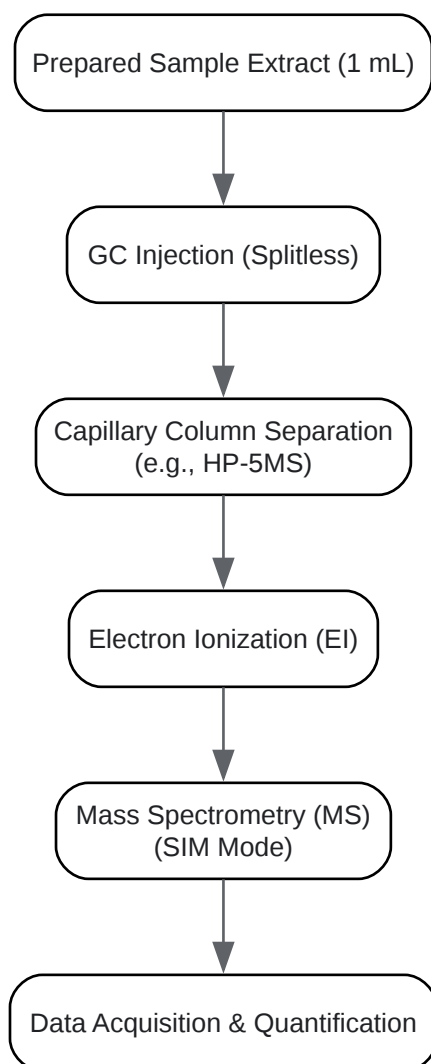 Prepared Sample Extract (1 mL)
GC Injection (Splitless)
Capillary Column Separation
(e.g., HP-5MS)
Electron Ionization (EI)
Mass Spectrometry (MS)
(SIM Mode)
Data Acquisition & Quantification